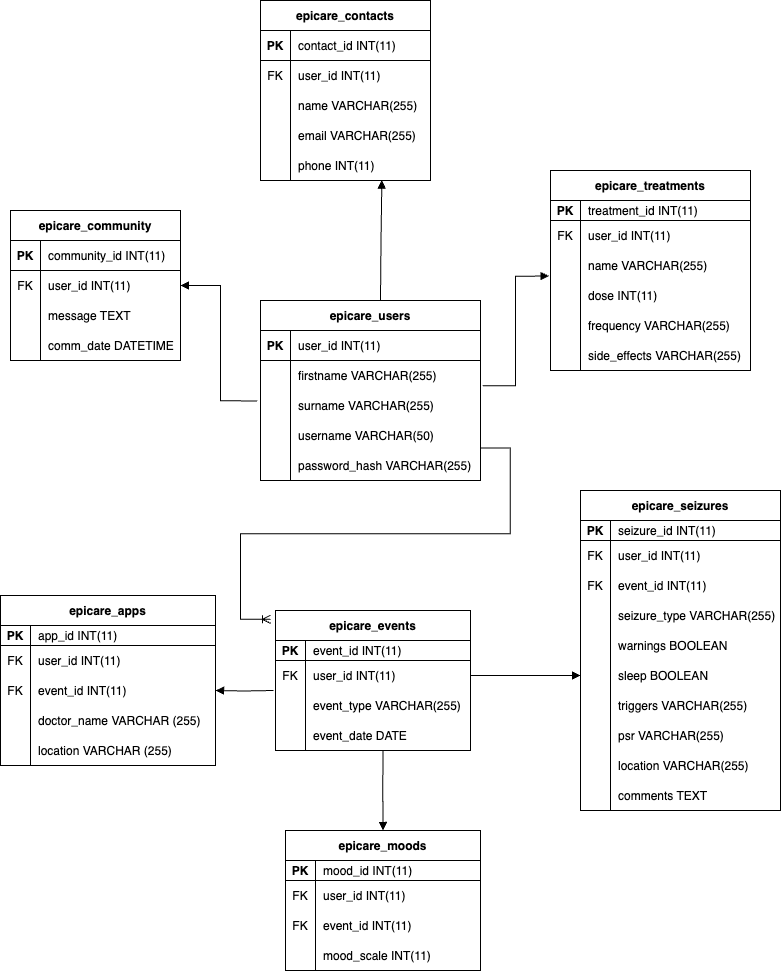 epicare_contacts
PK contact_id INT(11)
FK user_id INT(11)
name VARCHAR(255)
email VARCHAR(255)
phone INT(11)
epicare_treatments
PK treatment_id INT(11)
FK user_id INT(11)
name VARCHAR(255)
dose INT(11)
frequency VARCHAR(255)
side_effects VARCHAR(255)
epicare_community
PK community_id INT(11)
FK user_id INT(11)
message TEXT
comm_date DATETIME
epicare_users
PK user_id INT(11)
firstname VARCHAR(255)
surname VARCHAR(255)
username VARCHAR(50)
password_hash VARCHAR(255)
epicare_seizures
PK seizure_id INT(11)
FK user_id INT(11)
FK event_id INT(11)
seizure_type VARCHAR(255)
warnings BOOLEAN
sleep BOOLEAN
triggers VARCHAR(255)
psr VARCHAR(255)
location VARCHAR(255)
comments TEXT
epicare_apps
PK app_id INT(11)
FK user_id INT(11)
FK event_id INT(11)
doctor_name VARCHAR (255)
location VARCHAR (255)
epicare_events
PK event_id INT(11)
FK user_id INT(11)
event_type VARCHAR(255)
event_date DATE
epicare_moods
PK mood_id INT(11)
FK user_id INT(11)
FK event_id INT(11)
mood_scale INT(11)